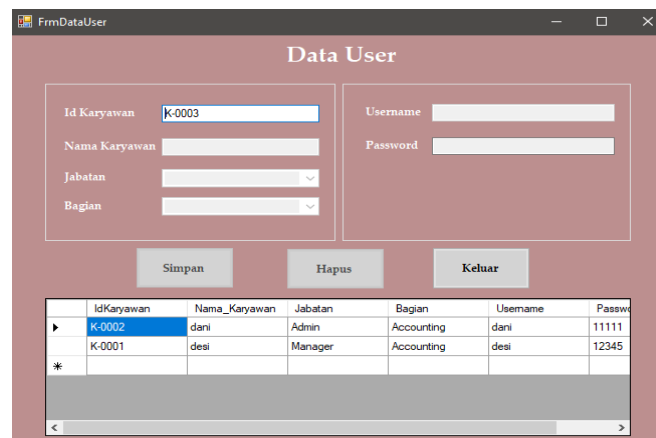 FrmDataUser
Data User
Id Karyawan K-0003
Nama Karyawan
Jabatan
Bagian
Username
Password
Simpan Hapus Keluar
IdKaryawan Nama_Karyawan Jabatan Bagian Username Passwo
K-0002 dani Admin Accounting dani 11111
K-0001 desi Manager Accounting desi 12345